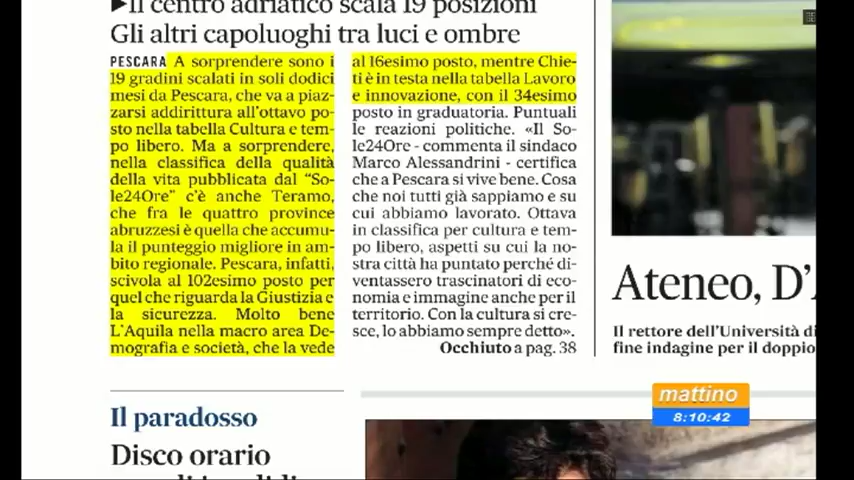 ▶Il centro adriatico scala 19 posizioni
Gli altri capoluoghi tra luci e ombre
PESCARA A sorprendere sono i
19 gradini scalati in soli dodici
mesi da Pescara, che va a piaz-
zarsi addirittura all'ottavo po-
sto nella tabella Cultura e tem-
po libero. Ma a sorprendere,
nella classifica della qualità
della vita pubblicata dal "So-
le24Ore" c'è anche Teramo,
che fra le quattro province
abruzzesi è quella che accumu-
la il punteggio migliore in am-
bito regionale. Pescara, infatti,
scivola al 102esimo posto per
quel che riguarda la Giustizia e
la sicurezza. Molto bene
L'Aquila nella macro area De-
mografia e società, che la vede
al 16esimo posto, mentre Chie-
ti è in testa nella tabella Lavoro
e innovazione, con il 34esimo
posto in graduatoria. Puntuali
le reazioni politiche. «Il So-
le24Ore - commenta il sindaco
Marco Alessandrini - certifica
che a Pescara si vive bene. Cosa
che noi tutti già sappiamo e su
cui abbiamo lavorato. Ottava
in classifica per cultura e tem-
po libero, aspetti su cui la no-
stra città ha puntato perché di-
ventassero trascinatori di eco-
nomia e immagine anche per il
territorio. Con la cultura si cre-
sce, lo abbiamo sempre detto».
Occhiuto a pag. 38
Ateneo, D'A
Il rettore dell'Università di
fine indagine per il doppio
mattino
8:10:42
Il paradosso
Disco orario